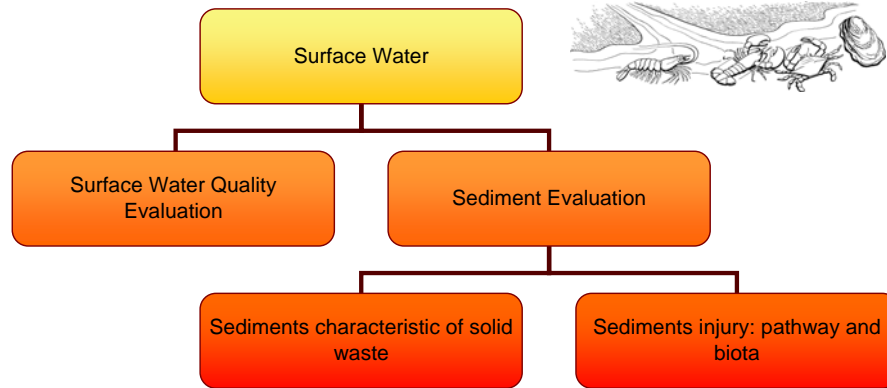 Surface Water
Surface Water Quality
Evaluation
Sediment Evaluation
Sediments characteristic of solid
waste
Sediments injury: pathway and
biota